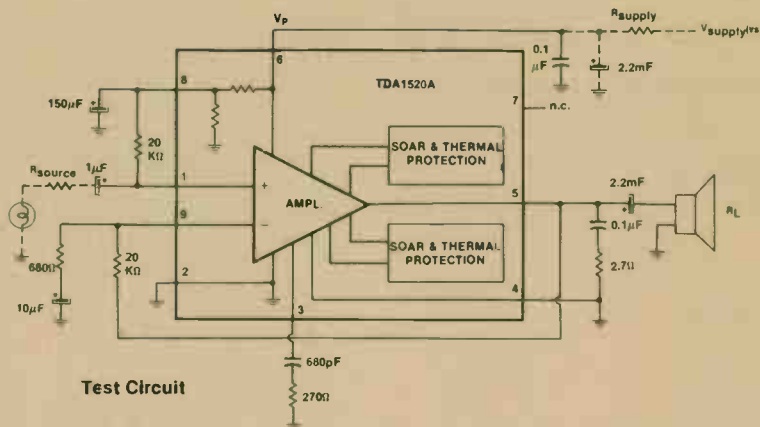 Vp
Rsupply
Vsupply(vs
6
0.1
μF
2.2mF
8
TDA1520A
150μF
7
n.c.
20
KΩ
SOAR & THERMAL
PROTECTION
Rsource
1μF
1
+
5
2.2mF
AMPL.
RL
9
−
0.1μF
SOAR & THERMAL
PROTECTION
680Ω
20
KΩ
2
4
2.7Ω
10μF
3
680pF
Test Circuit
270Ω